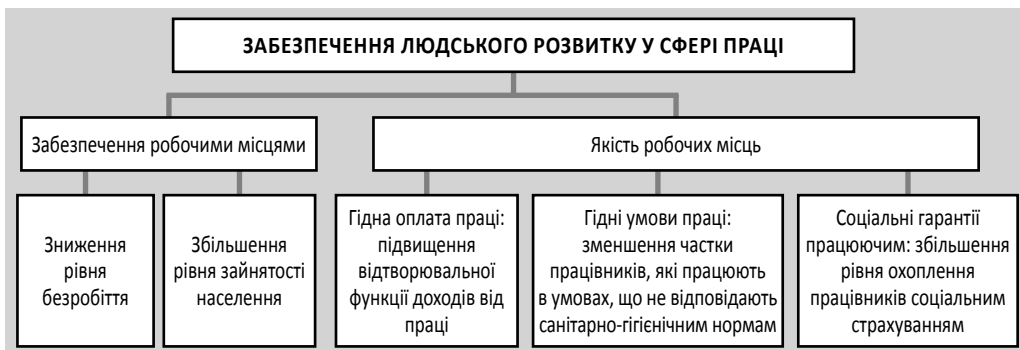 ЗАБЕЗПЕЧЕННЯ ЛЮДСЬКОГО РОЗВИТКУ У СФЕРІ ПРАЦІ
Забезпечення робочими місцями
Якість робочих місць
Зниження
рівня
безробіття
Збільшення
рівня зайнятості
населення
Гідна оплата праці:
підвищення
відтворювальної
функції доходів від
праці
Гідні умови праці:
зменшення частки
працівників, які працюють
в умовах, що не відповідають
санітарно-гігієнічним нормам
Соціальні гарантії
працюючим: збільшення
рівня охоплення
працівників соціальним
страхуванням